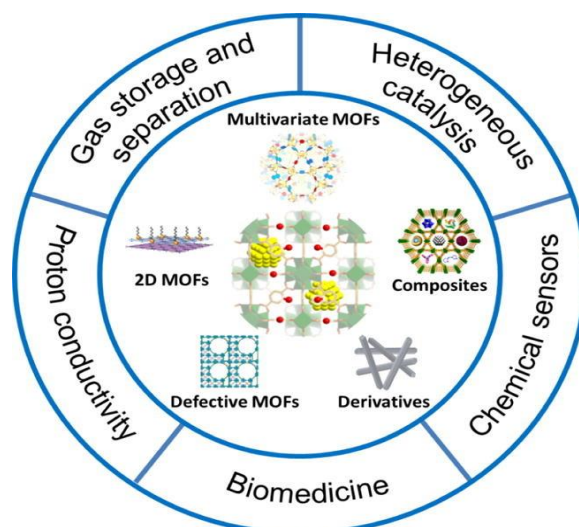 Gas storage and
separation
Heterogeneous
catalysis
Multivariate MOFs
2D MOFs
Composites
Proton conductivity
Chemical sensors
Defective MOFs
Derivatives
Biomedicine